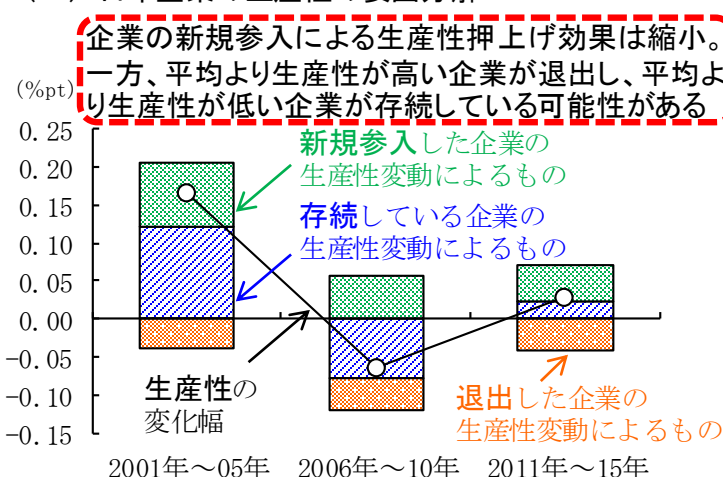 企業の新規参入による生産性押上げ効果は縮小。
一方、平均より生産性が高い企業が退出し、平均よ
り生産性が低い企業が存続している可能性がある
(%pt)
0.25
0.20
0.15
0.10
0.05
0.00
-0.05
-0.10
-0.15
新規参入した企業の
生産性変動によるもの
存続している企業の
生産性変動によるもの
生産性の
変化幅
退出した企業の
生産性変動によるもの
2001年～05年
2006年～10年
2011年～15年